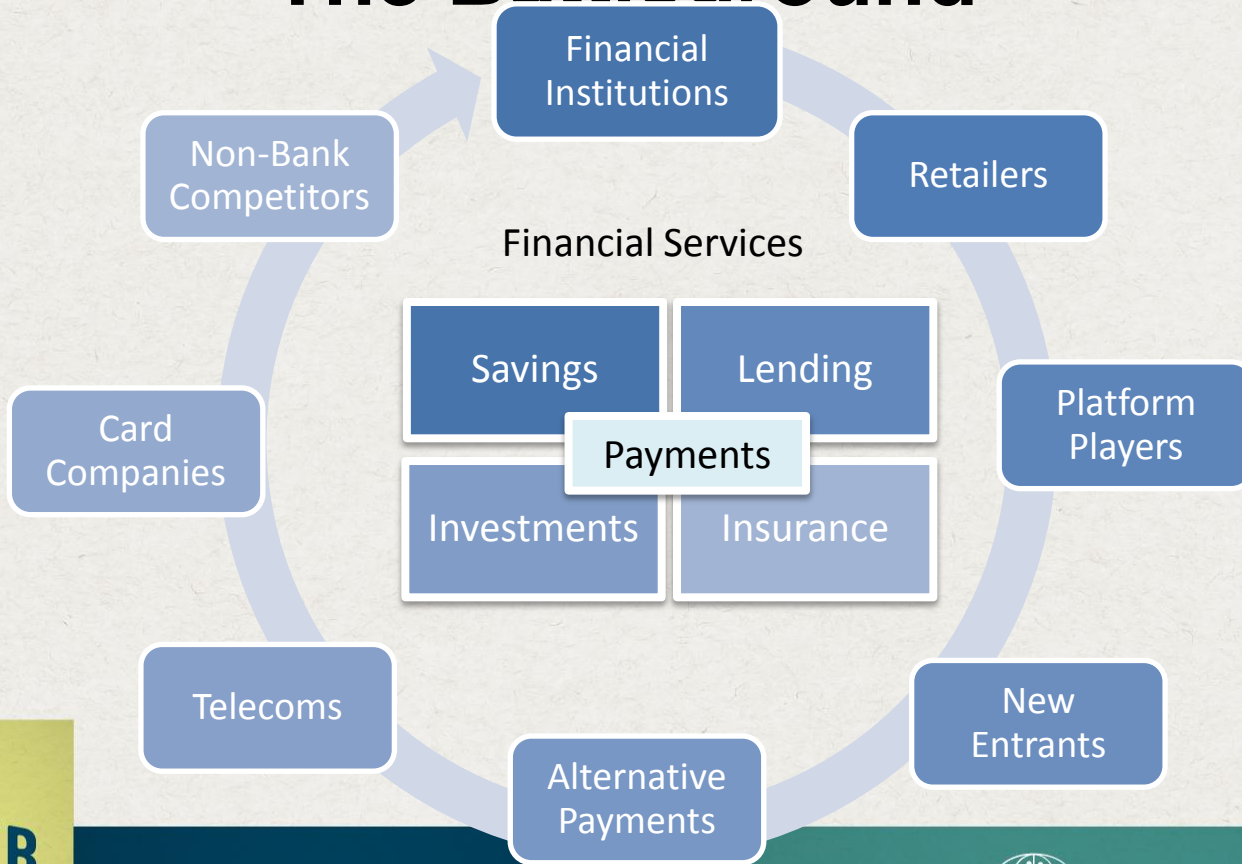 Financial
Institutions
Retailers
Non-Bank
Competitors
Financial Services
Savings
Lending
Payments
Investments
Insurance
Platform
Players
Card
Companies
New
Entrants
Telecoms
Alternative
Payments
B